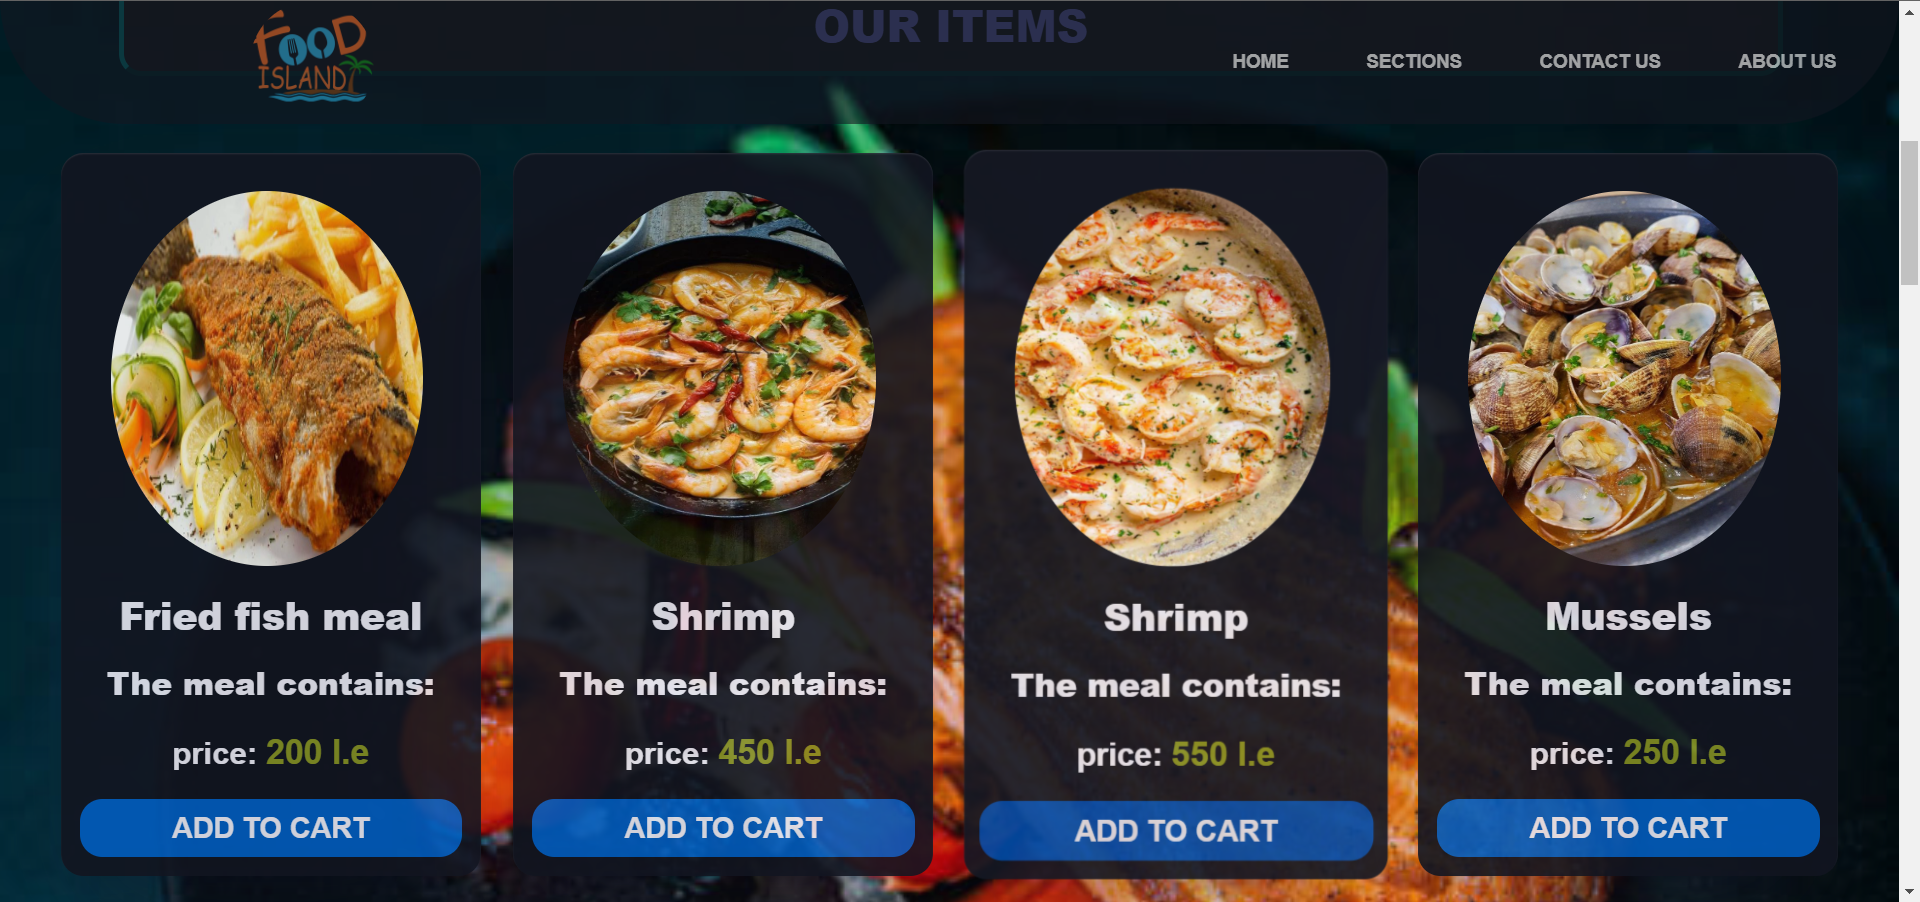 FOOD
ISLAND
OUR ITEMS
HOME
SECTIONS
CONTACT US
ABOUT US
Fried fish meal
The meal contains:
price: 200 l.e
ADD TO CART
Shrimp
The meal contains:
price: 450 l.e
ADD TO CART
Shrimp
The meal contains:
price: 550 l.e
ADD TO CART
Mussels
The meal contains:
price: 250 l.e
ADD TO CART